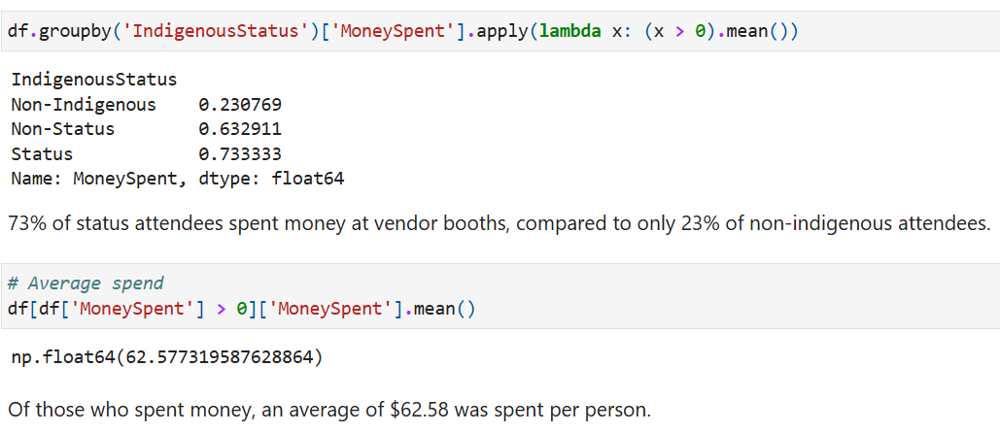 df.groupby('IndigenousStatus')['MoneySpent'].apply(lambda x: (x > 0).mean())
IndigenousStatus
Non-Indigenous    0.230769
Non-Status        0.632911
Status            0.733333
Name: MoneySpent, dtype: float64
73% of status attendees spent money at vendor booths, compared to only 23% of non-indigenous attendees.
# Average spend
df[df['MoneySpent'] > 0]['MoneySpent'].mean()
np.float64(62.577319587628864)
Of those who spent money, an average of $62.58 was spent per person.